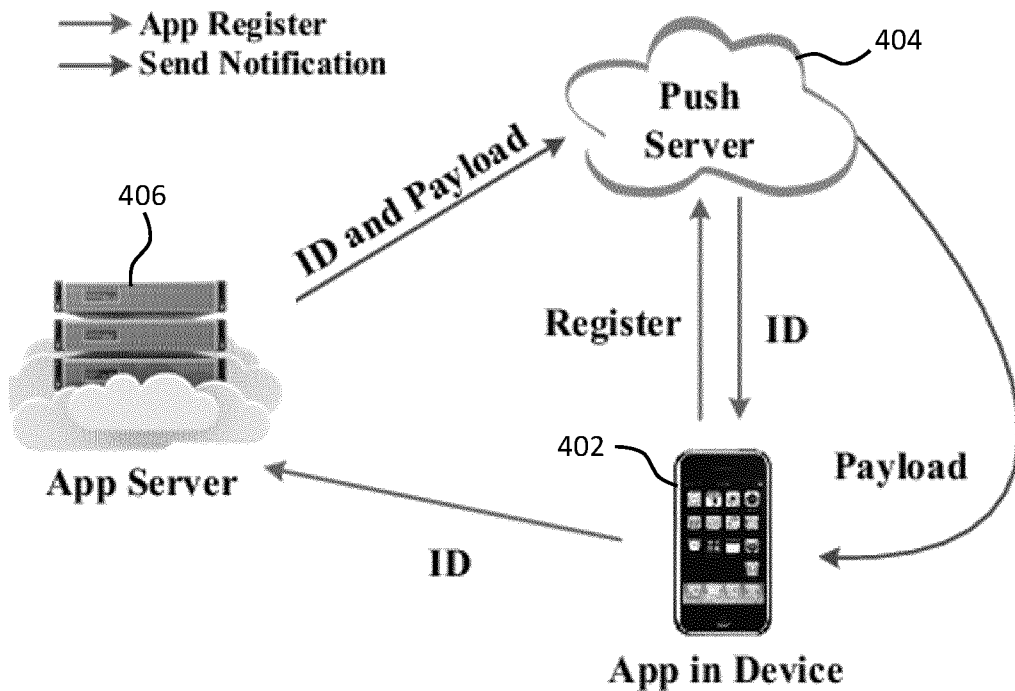 App Register
Send Notification
404
Push
Server
ID and Payload
406
Register
ID
App Server
402
Payload
ID
App in Device